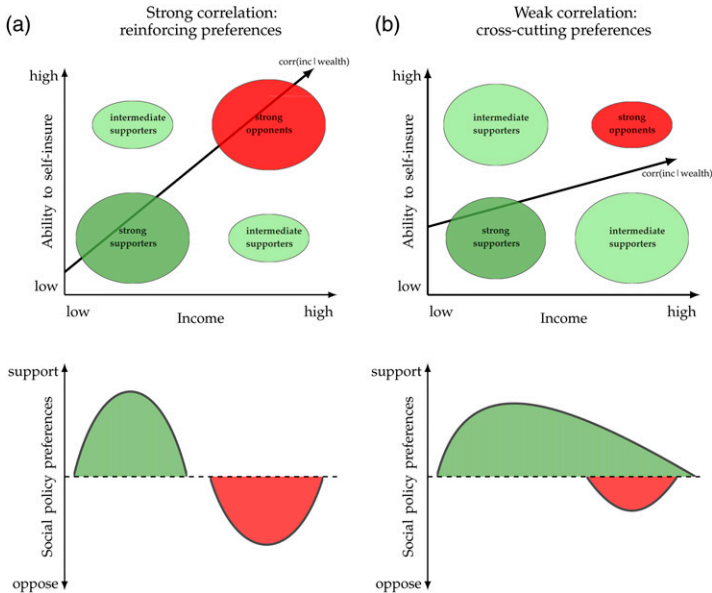 (a)
Strong correlation:
reinforcing preferences
corr(inc|wealth)
high
Ability to self-insure
low
intermediate
supporters
strong
opponents
strong
supporters
intermediate
supporters
low
Income
high
(b)
Weak correlation:
cross-cutting preferences
high
Ability to self-insure
low
intermediate
supporters
strong
opponents
corr(inc|wealth)
strong
supporters
intermediate
supporters
low
Income
high
support
Social policy preferences
oppose
support
Social policy preferences
oppose